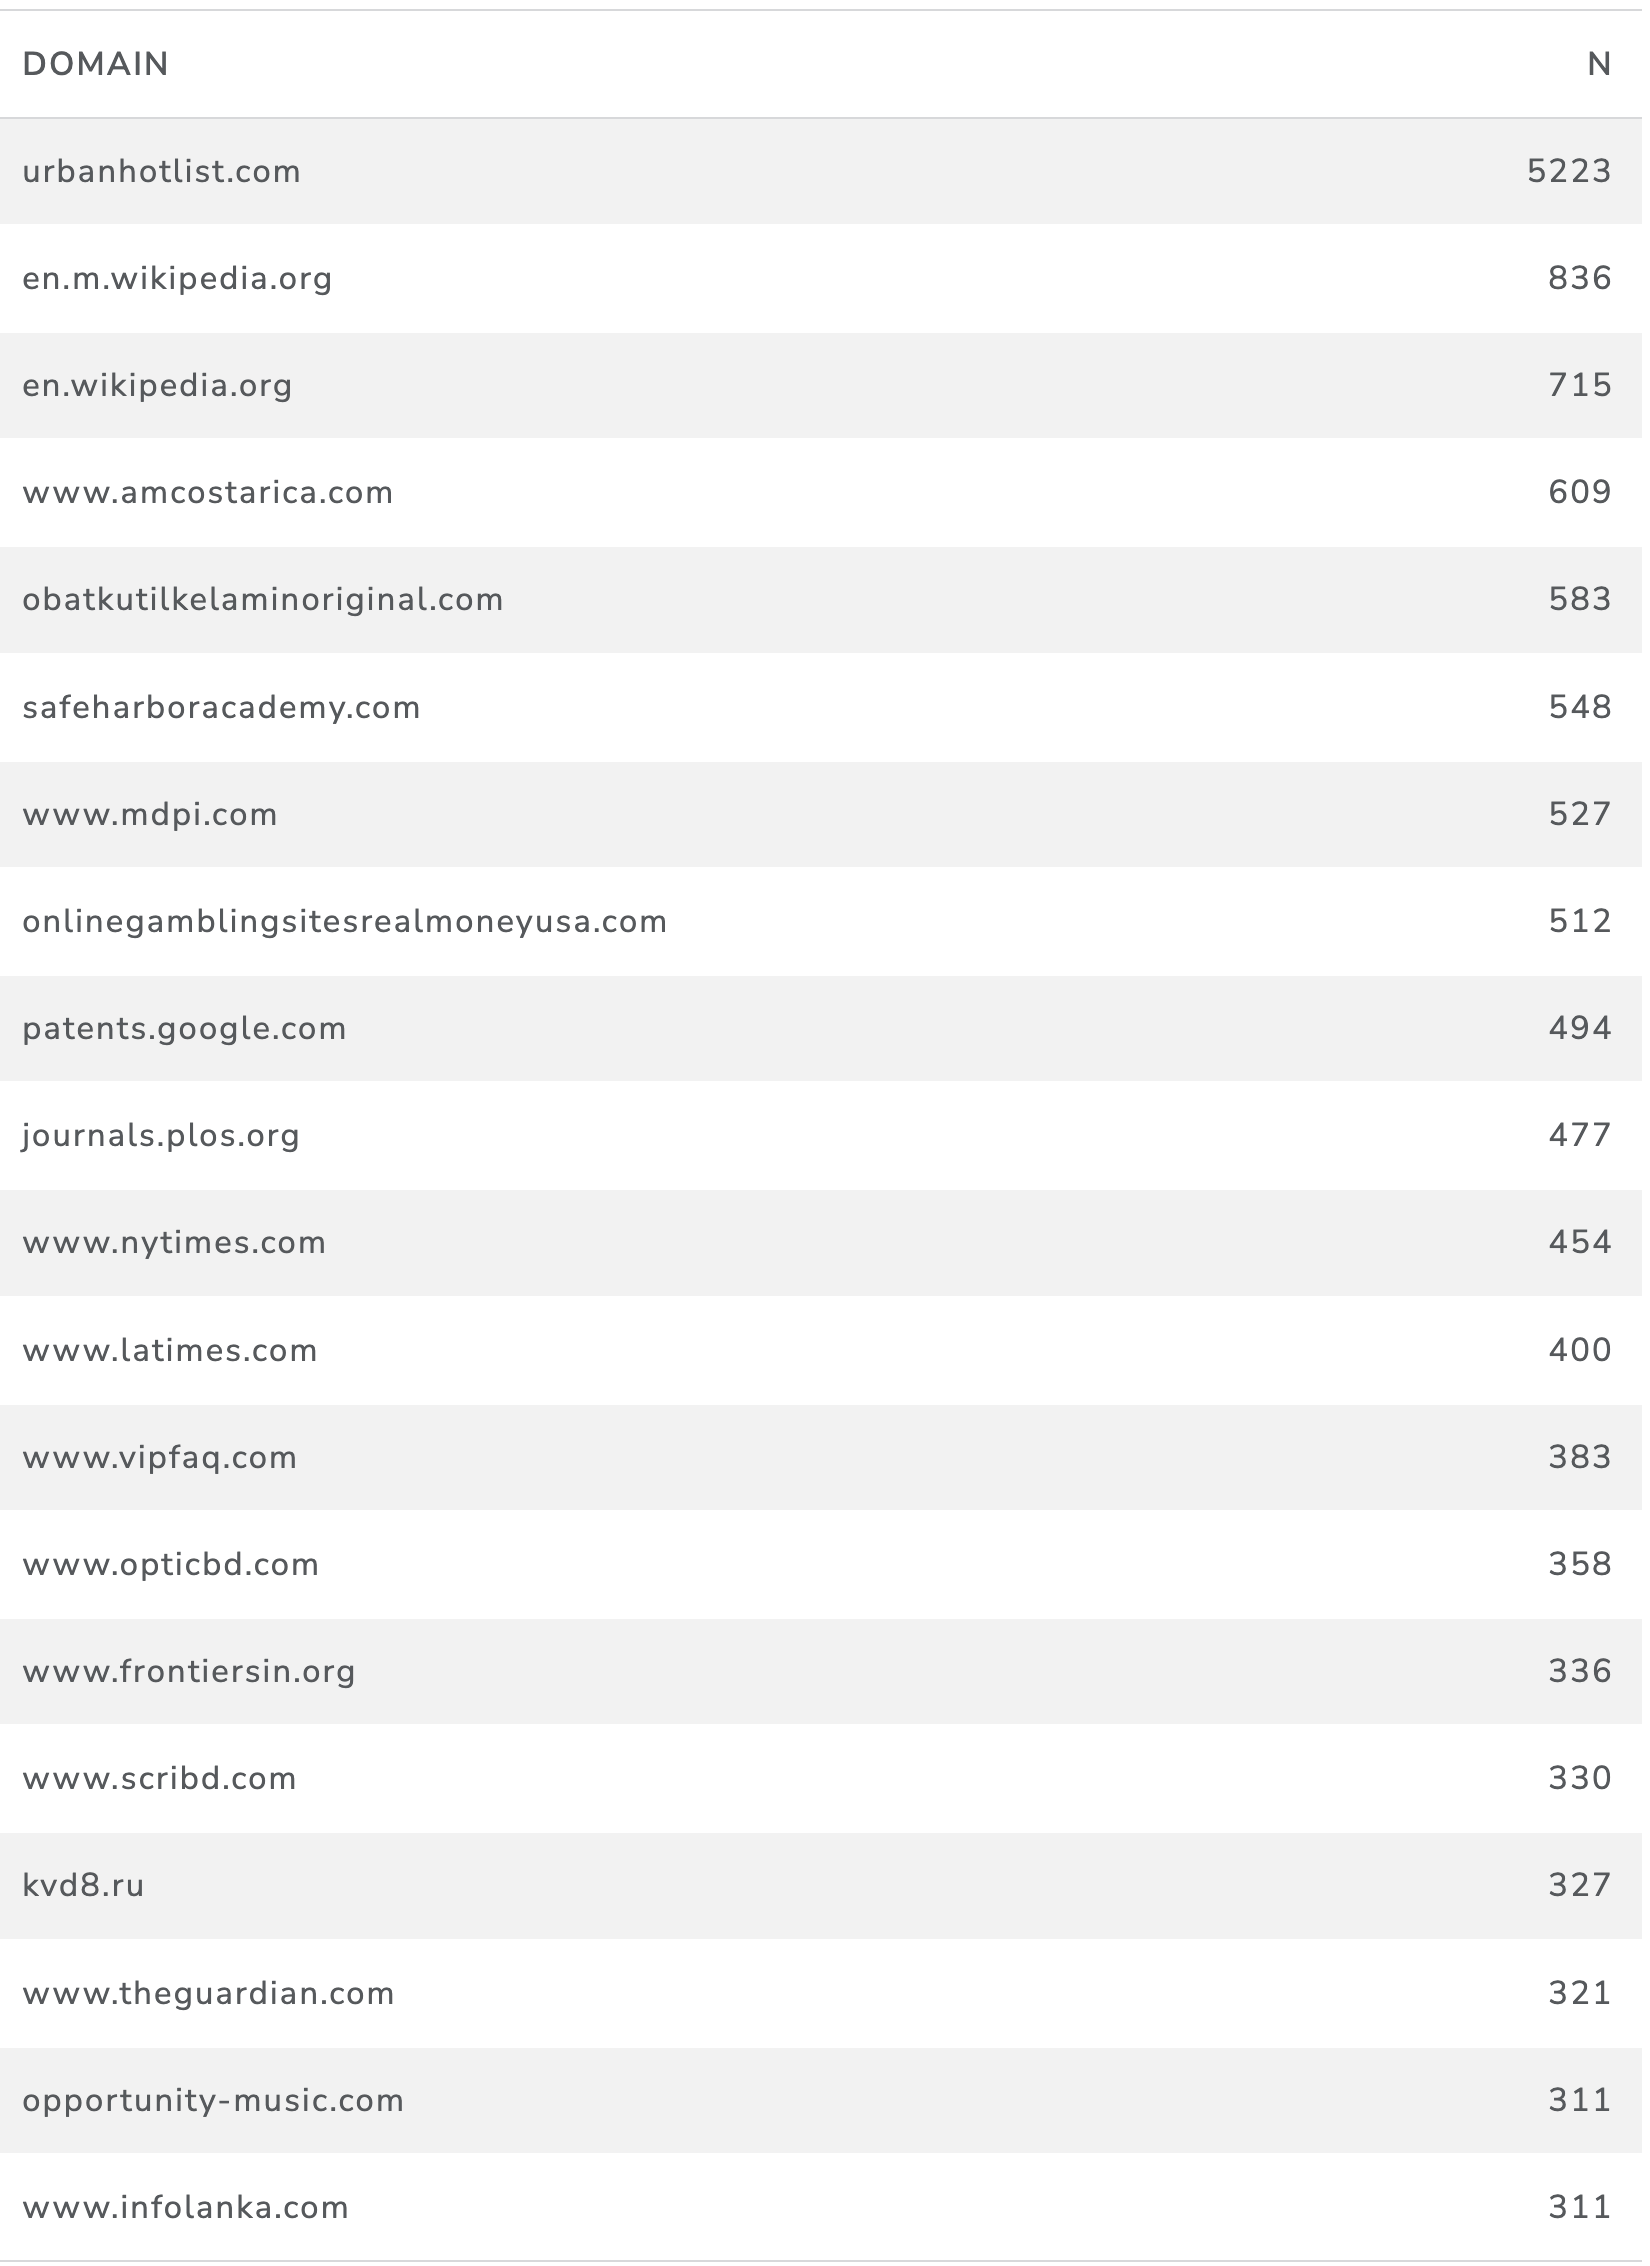 DOMAIN N
urbanhotlist.com 5223
en.m.wikipedia.org 836
en.wikipedia.org 715
www.amcostarica.com 609
obatkutilkelaminoriginal.com 583
safeharboracademy.com 548
www.mdpi.com 527
onlinegamblingsitesrealmoneyusa.com 512
patents.google.com 494
journals.plos.org 477
www.nytimes.com 454
www.latimes.com 400
www.vipfaq.com 383
www.opticbd.com 358
www.frontiersin.org 336
www.scribd.com 330
kvd8.ru 327
www.theguardian.com 321
opportunity-music.com 311
www.infolanka.com 311